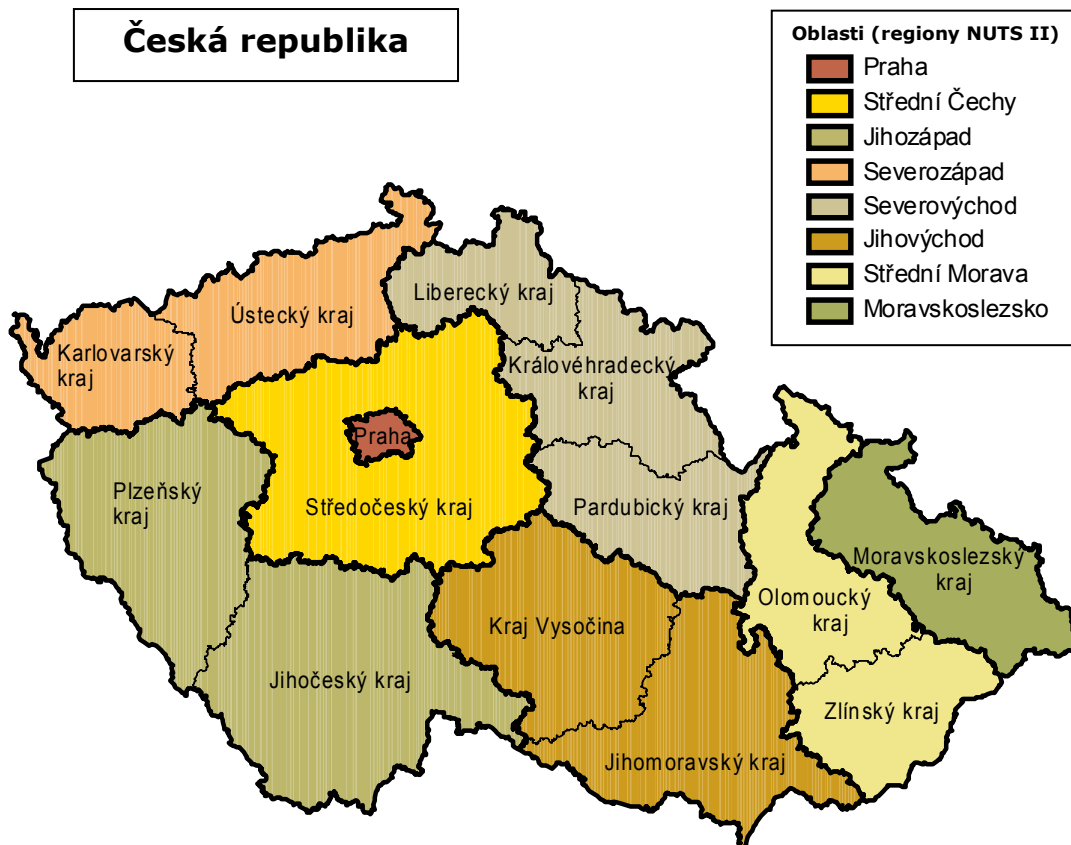 Česká republika
Oblasti (regiony NUTS II)
Praha
Střední Čechy
Jihozápad
Severozápad
Severovýchod
Jihovýchod
Střední Morava
Moravskoslezsko
Liberecký kraj
Ústecký kraj
Karlovarský
kraj
Královéhradecký
kraj
Praha
Plzeňský
kraj
Středočeský kraj
Pardubický kraj
Moravskoslezský
kraj
Olomoucký
kraj
Kraj Vysočina
Jihočeský kraj
Zlínský kraj
Jihomoravský kraj